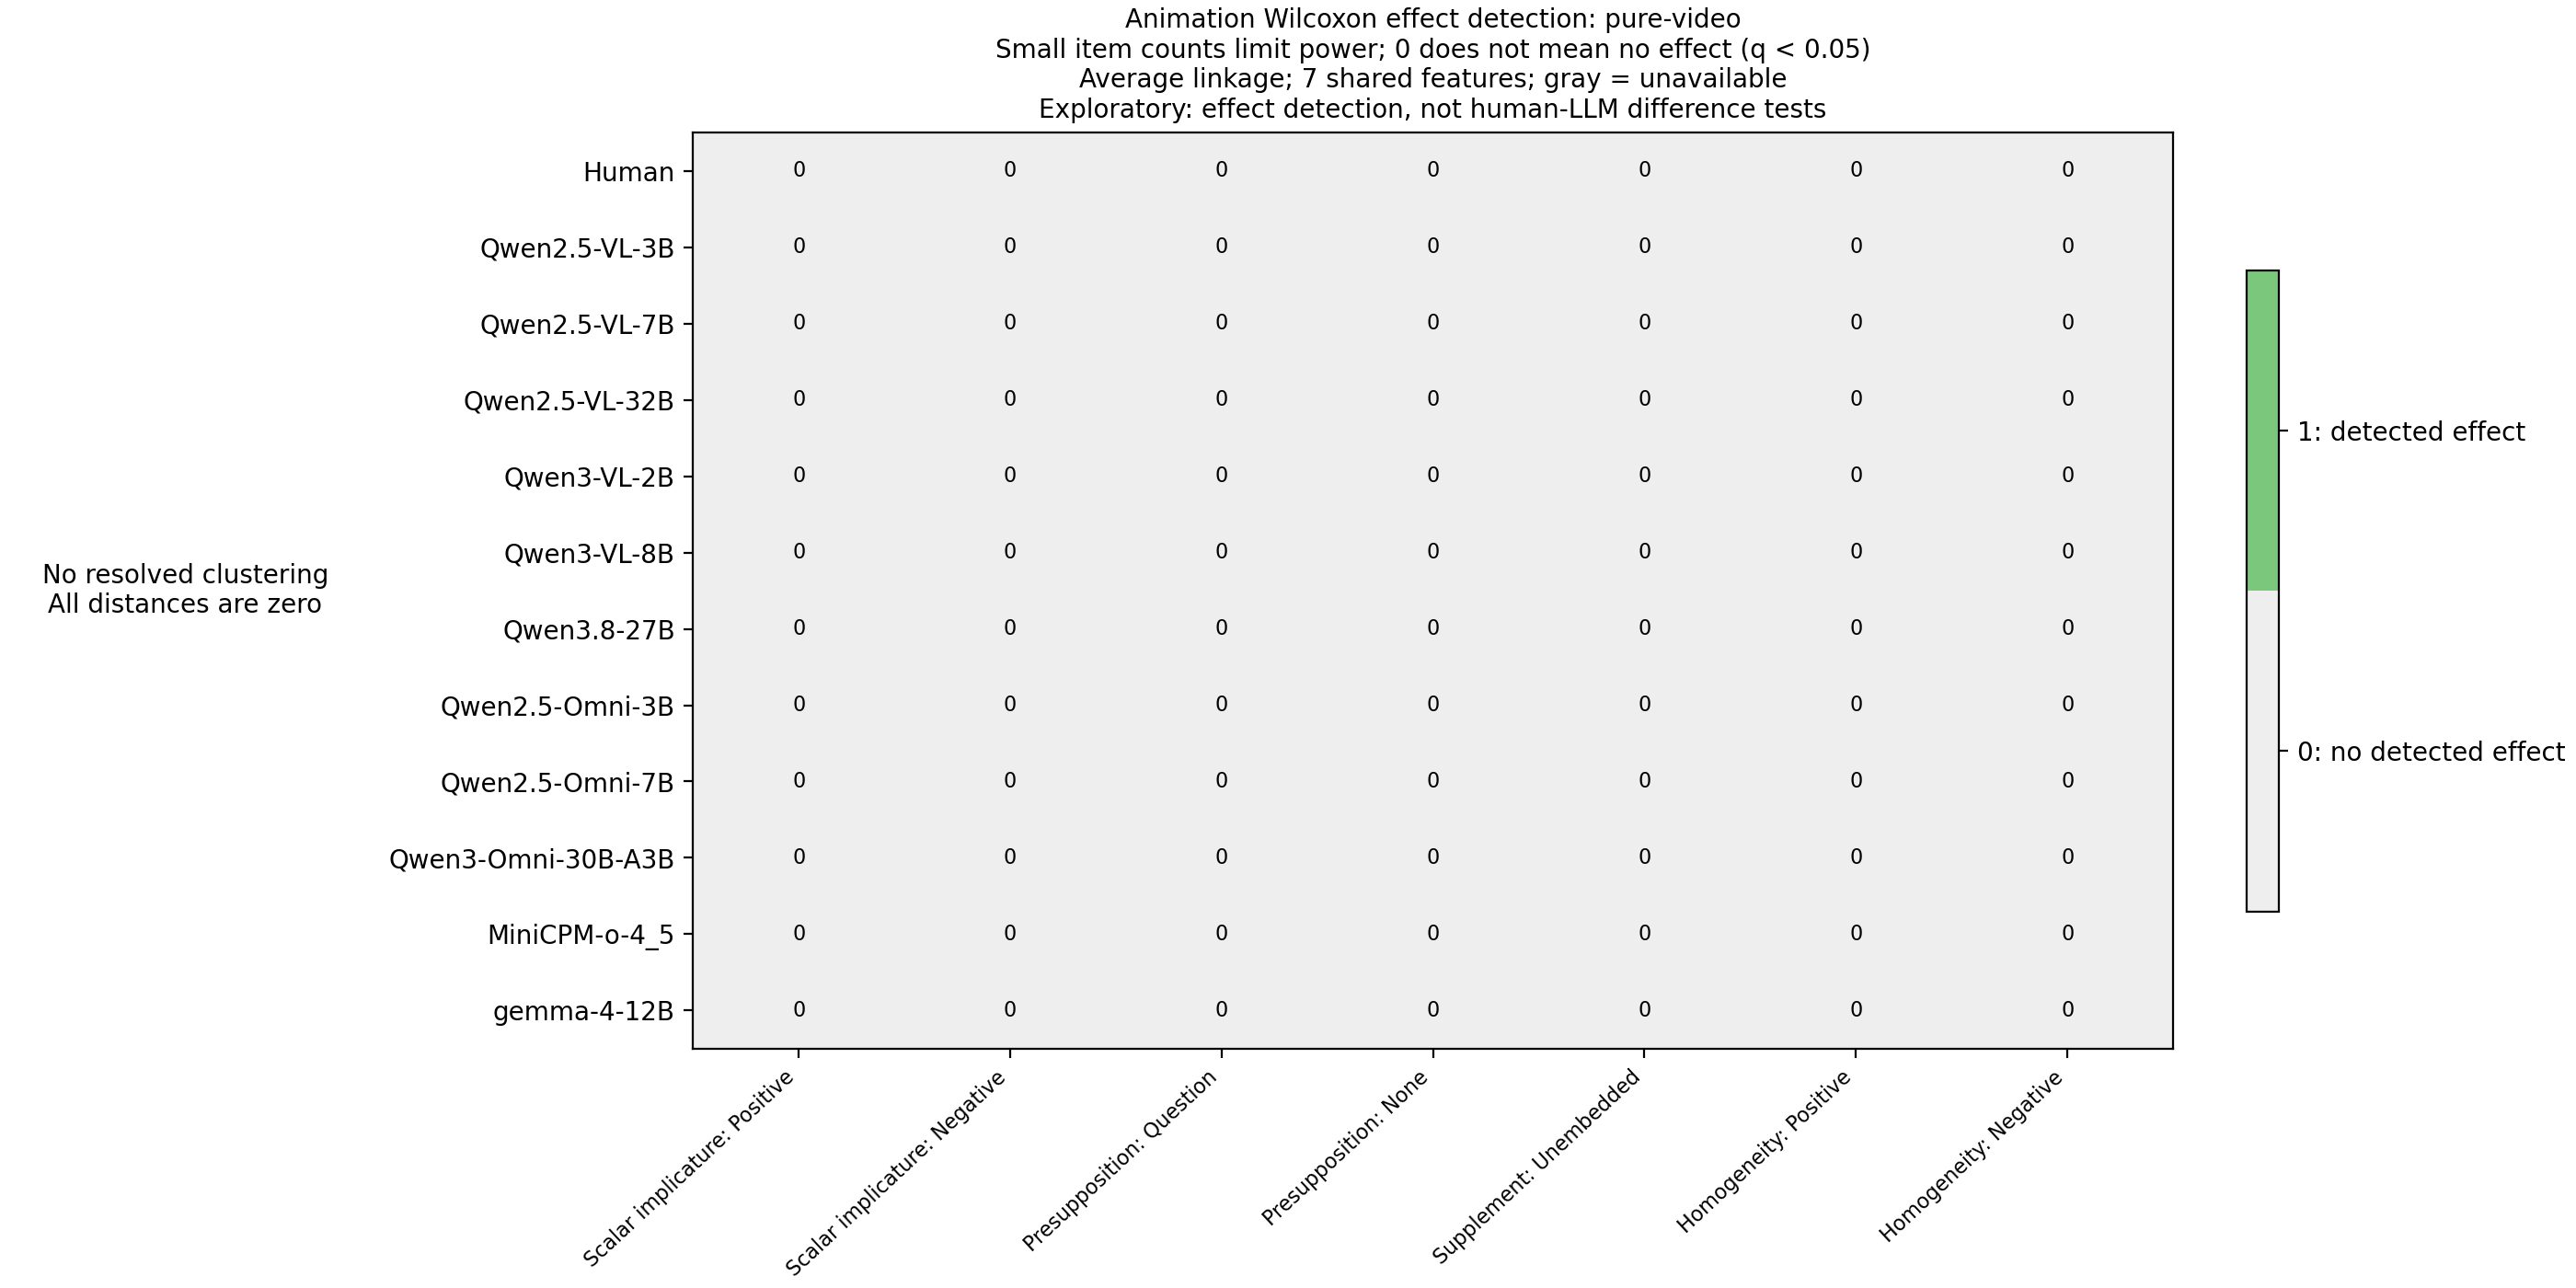 Animation Wilcoxon effect detection: pure-video
Small item counts limit power; 0 does not mean no effect (q < 0.05)
Average linkage; 7 shared features; gray = unavailable
Exploratory: effect detection, not human-LLM difference tests
Human 0 0 0 0 0 0 0
Qwen2.5-VL-3B 0 0 0 0 0 0 0
Qwen2.5-VL-7B 0 0 0 0 0 0 0
Qwen2.5-VL-32B 0 0 0 0 0 0 0
Qwen3-VL-2B 0 0 0 0 0 0 0
Qwen3-VL-8B 0 0 0 0 0 0 0
Qwen3.8-27B 0 0 0 0 0 0 0
Qwen2.5-Omni-3B 0 0 0 0 0 0 0
Qwen2.5-Omni-7B 0 0 0 0 0 0 0
Qwen3-Omni-30B-A3B 0 0 0 0 0 0 0
MiniCPM-o-4_5 0 0 0 0 0 0 0
gemma-4-12B 0 0 0 0 0 0 0
No resolved clustering
All distances are zero
1: detected effect
0: no detected effect
Scalar implicature: Positive
Scalar implicature: Negative
Presupposition: Question
Presupposition: None
Supplement: Unembedded
Homogeneity: Positive
Homogeneity: Negative